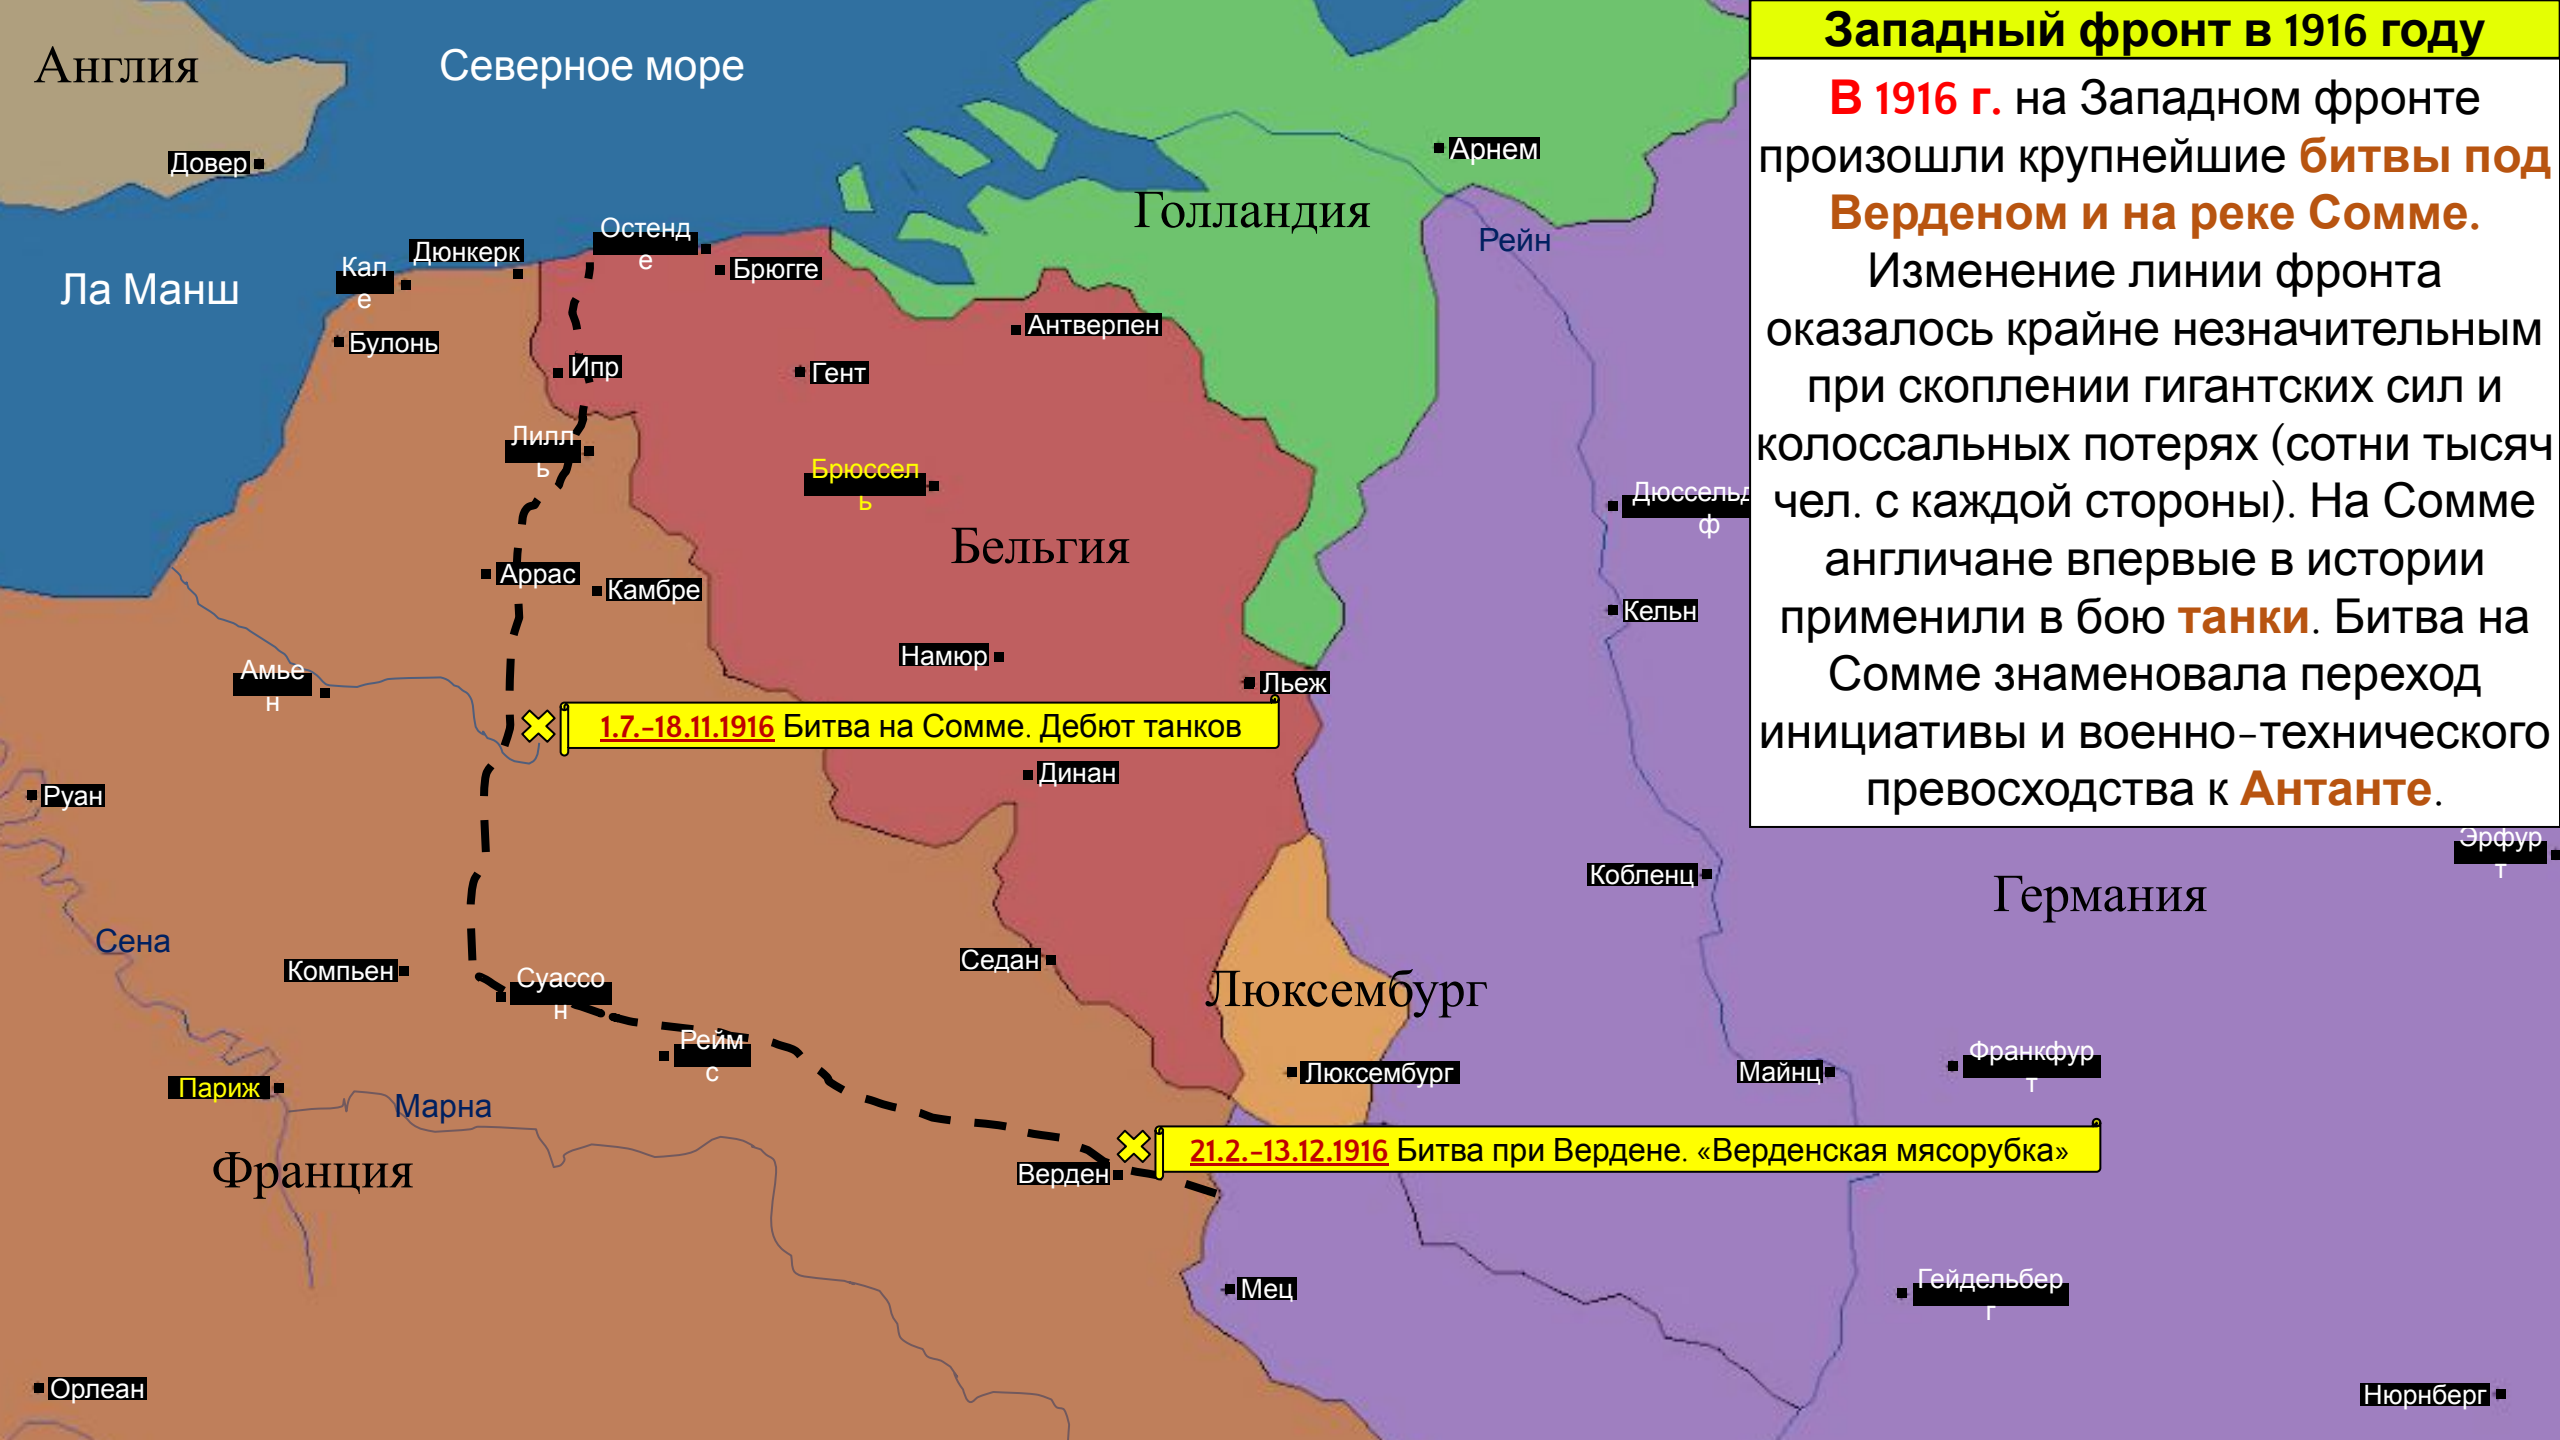 Западный фронт в 1916 году
В 1916 г. на Западном фронте
произошли крупнейшие битвы под
Верденом и на реке Сомме.
Изменение линии фронта
оказалось крайне незначительным
при скоплении гигантских сил и
колоссальных потерях (сотни тысяч
чел. с каждой стороны). На Сомме
англичане впервые в истории
применили в бою танки. Битва на
Сомме знаменовала переход
инициативы и военно-технического
превосходства к Антанте.
Англия
Северное море
Довер
Арнем
Голландия
Остенд
е
Рейн
Дюнкерк
Кал
е
Брюгге
Ла Манш
Антверпен
Булонь
Ипр
Гент
Лилл
ь
Брюссел
ь
Дюссельд
ф
Бельгия
Аррас
Камбре
Кельн
Намюр
Амье
н
Льеж
1.7.-18.11.1916 Битва на Сомме. Дебют танков
Динан
Руан
Эрфур
т
Кобленц
Германия
Сена
Седан
Компьен
Суассо
н
Люксембург
Рейм
с
Франкфур
т
Люксембург
Майнц
Париж
Марна
21.2.-13.12.1916 Битва при Вердене. «Верденская мясорубка»
Франция
Верден
Мец
Гейдельбер
г
Орлеан
Нюрнберг